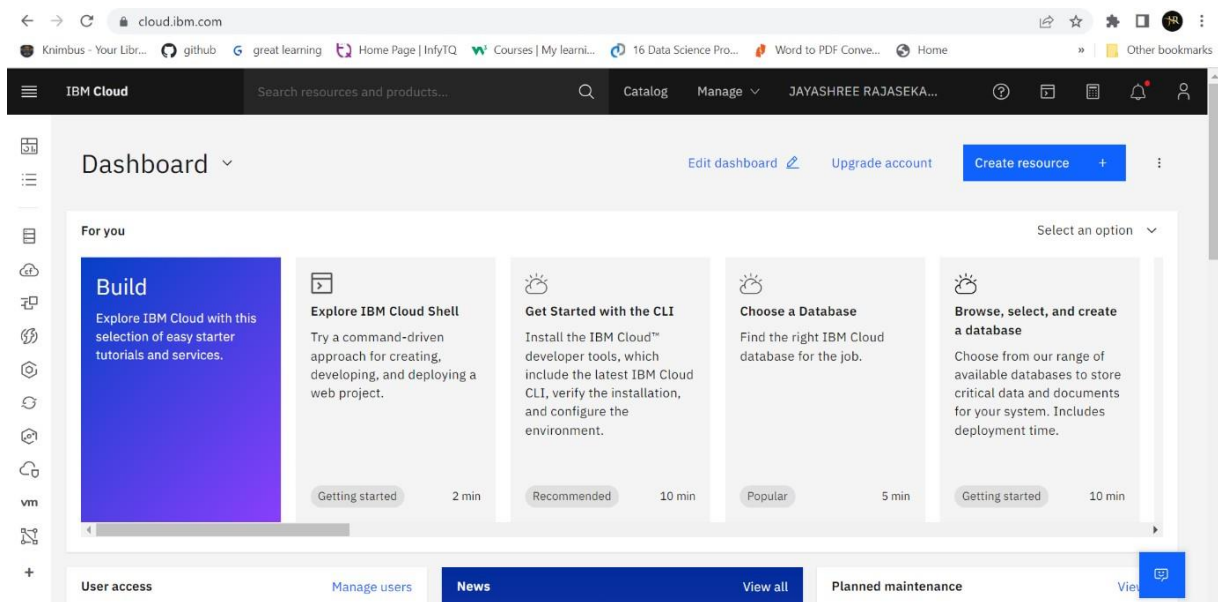 cloud.ibm.com
Knimbus - Your Libr... github great learning Home Page | InfyTQ Courses | My learni... 16 Data Science Pro... Word to PDF Conve... Home » Other bookmarks
IBM Cloud Search resources and products... Catalog Manage JAYASHREE RAJASEKA...
Dashboard Edit dashboard Upgrade account Create resource +
For you Select an option
Build
Explore IBM Cloud with this
selection of easy starter
tutorials and services.
Explore IBM Cloud Shell
Try a command-driven
approach for creating,
developing, and deploying a
web project.
Getting started 2 min
Get Started with the CLI
Install the IBM Cloud™
developer tools, which
include the latest IBM Cloud
CLI, verify the installation,
and configure the
environment.
Recommended 10 min
Choose a Database
Find the right IBM Cloud
database for the job.
Popular 5 min
Browse, select, and create
a database
Choose from our range of
available databases to store
critical data and documents
for your system. Includes
deployment time.
Getting started 10 min
vm
User access Manage users News View all Planned maintenance